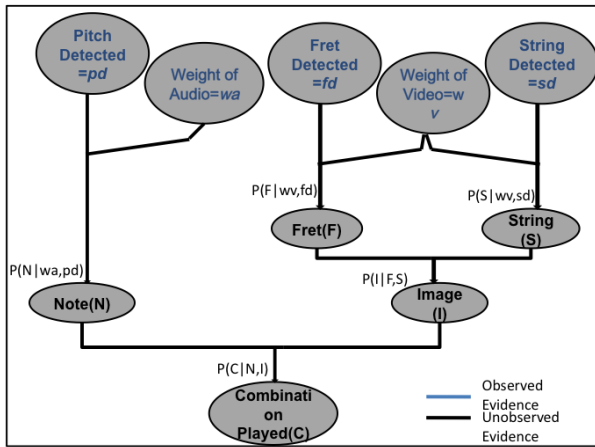 Pitch
Detected
=pd
Weight of
Audio=wa
Fret
Detected
=fd
Weight of
Video=w
v
String
Detected
=sd
P(F|wv,fd)
P(S|wv,sd)
Fret(F)
String
(S)
P(N|wa,pd)
P(I|F,S)
Note(N)
Image
(I)
P(C|N,I)
Combinati
on
Played(C)
Observed
Evidence
Unobserved
Evidence